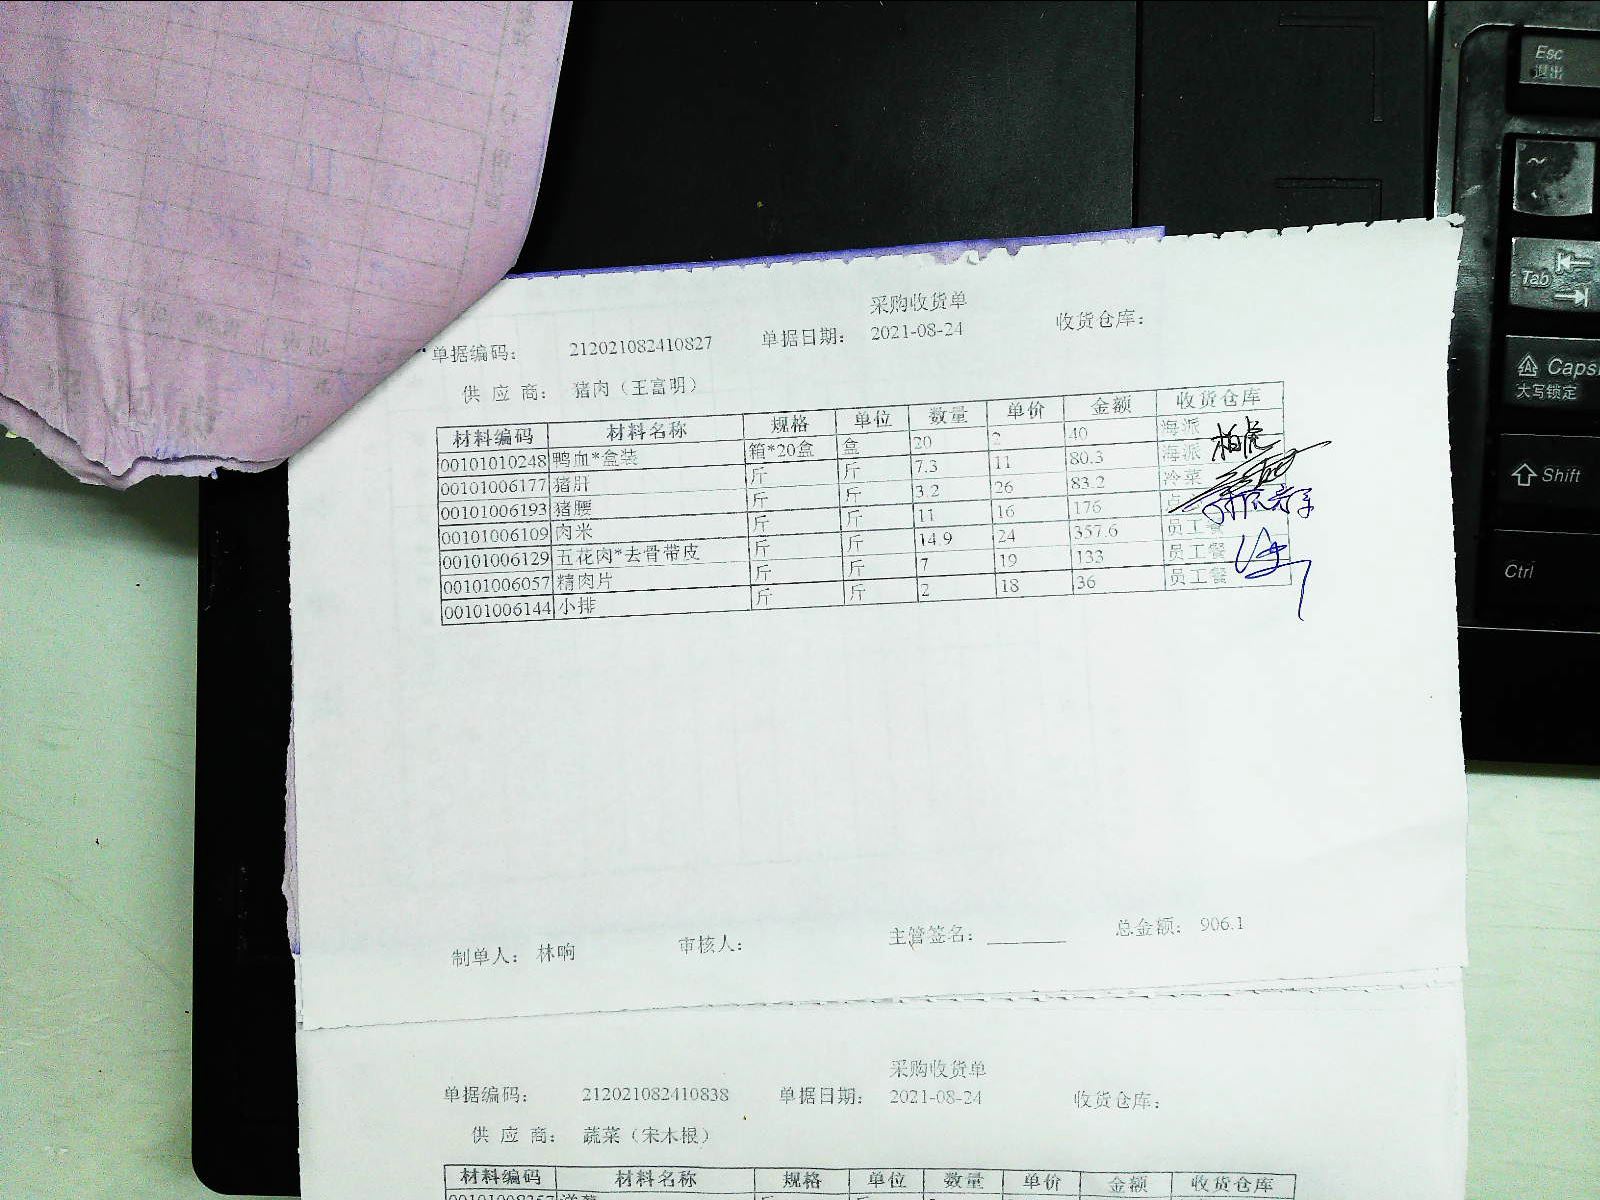 采购收货单
单据编码： 212021082410827 单据日期： 2021-08-24 收货仓库：
供 应 商： 猪肉（王富明）
材料编码 材料名称 规格 单位 数量 单价 金额 收货仓库
00101010248 鸭血*盒装 箱*20盒 盒 20 2 40 海派
00101006177 猪肝 斤 斤 7.3 11 80.3 海派
00101006193 猪腰 斤 斤 3.2 26 83.2 冷菜
00101006109 肉米 斤 斤 11 16 176 点
00101006129 五花肉*去骨带皮 斤 斤 14.9 24 357.6 员工餐
00101006057 精肉片 斤 斤 7 19 133 员工餐
00101006144 小排 斤 斤 2 18 36 员工餐
制单人： 林响 审核人： 主管签名： 总金额： 906.1
采购收货单
单据编码： 212021082410838 单据日期： 2021-08-24 收货仓库：
供 应 商： 蔬菜（宋木根）
材料编码 材料名称 规格 单位 数量 单价 金额 收货仓库
Esc
退出
~
Tab
Caps
大写锁定
Shift
Ctrl